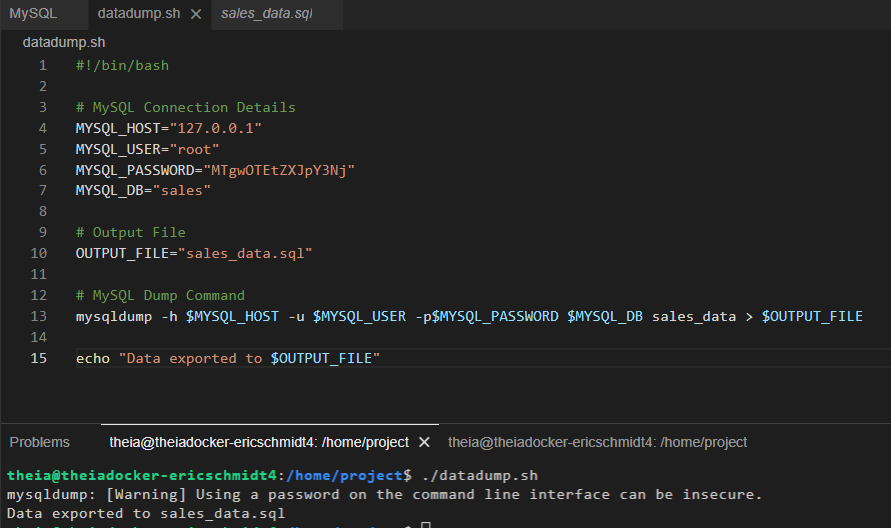 MySQL datadump.sh sales_data.sql
datadump.sh
1 #!/bin/bash
2
3 # MySQL Connection Details
4 MYSQL_HOST="127.0.0.1"
5 MYSQL_USER="root"
6 MYSQL_PASSWORD="MTgwOTEtZXJpY3Nj"
7 MYSQL_DB="sales"
8
9 # Output File
10 OUTPUT_FILE="sales_data.sql"
11
12 # MySQL Dump Command
13 mysqldump -h $MYSQL_HOST -u $MYSQL_USER -p$MYSQL_PASSWORD $MYSQL_DB sales_data > $OUTPUT_FILE
14
15 echo "Data exported to $OUTPUT_FILE"
Problems theia@theiadocker-ericschmidt4: /home/project theia@theiadocker-ericschmidt4: /home/project
theia@theiadocker-ericschmidt4:/home/project$ ./datadump.sh
mysqldump: [Warning] Using a password on the command line interface can be insecure.
Data exported to sales_data.sql